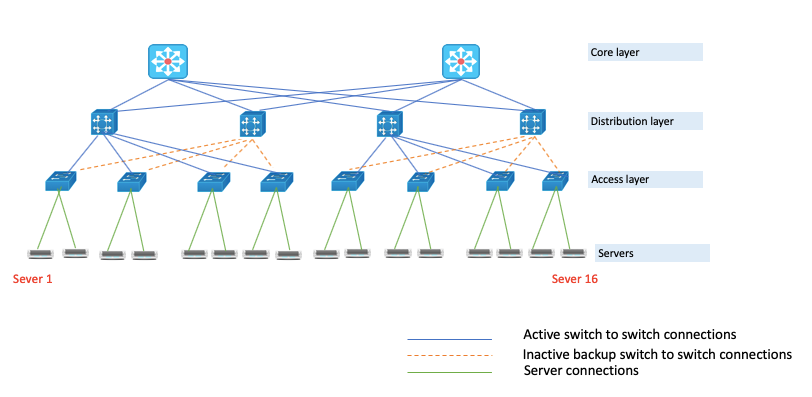 Core layer
Distribution layer
Access layer
Servers
Sever 1
Sever 16
Active switch to switch connections
Inactive backup switch to switch connections
Server connections